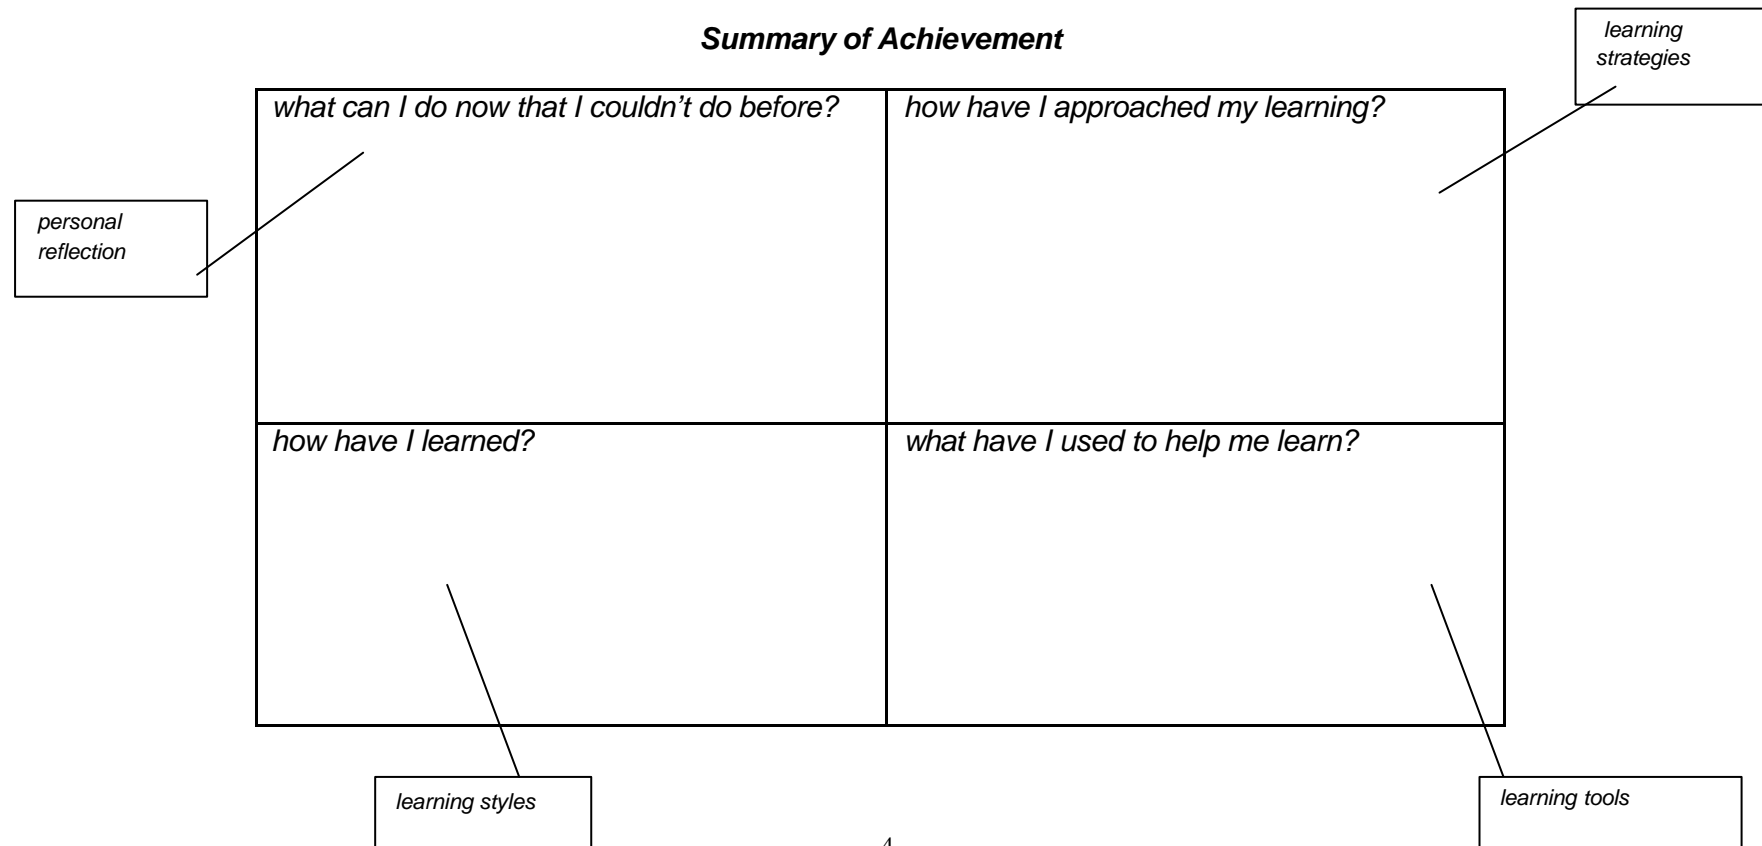 Summary of Achievement
learning
strategies
what can I do now that I couldn’t do before?
how have I approached my learning?
personal
reflection
how have I learned?
what have I used to help me learn?
learning styles
learning tools
4